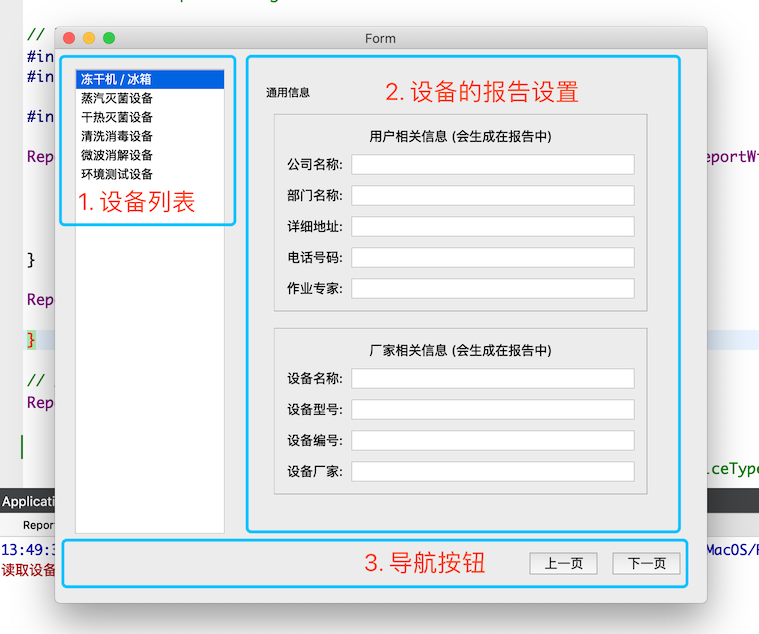 //
#in
Form
#in
冻干机 / 冰箱
蒸汽灭菌设备
干热灭菌设备
清洗消毒设备
微波消解设备
环境测试设备
1. 设备列表
通用信息
2. 设备的报告设置
用户相关信息 (会生成在报告中)
公司名称:
部门名称:
详细地址:
电话号码:
作业专家:
厂家相关信息 (会生成在报告中)
设备名称:
设备型号:
设备编号:
设备厂家:
3. 导航按钮
上一页
下一页
#in
Rep
eportWi
}
Rep
}
//
Rep
iceType
Applicati
Repor
13:49:3
MacOS/
读取设备